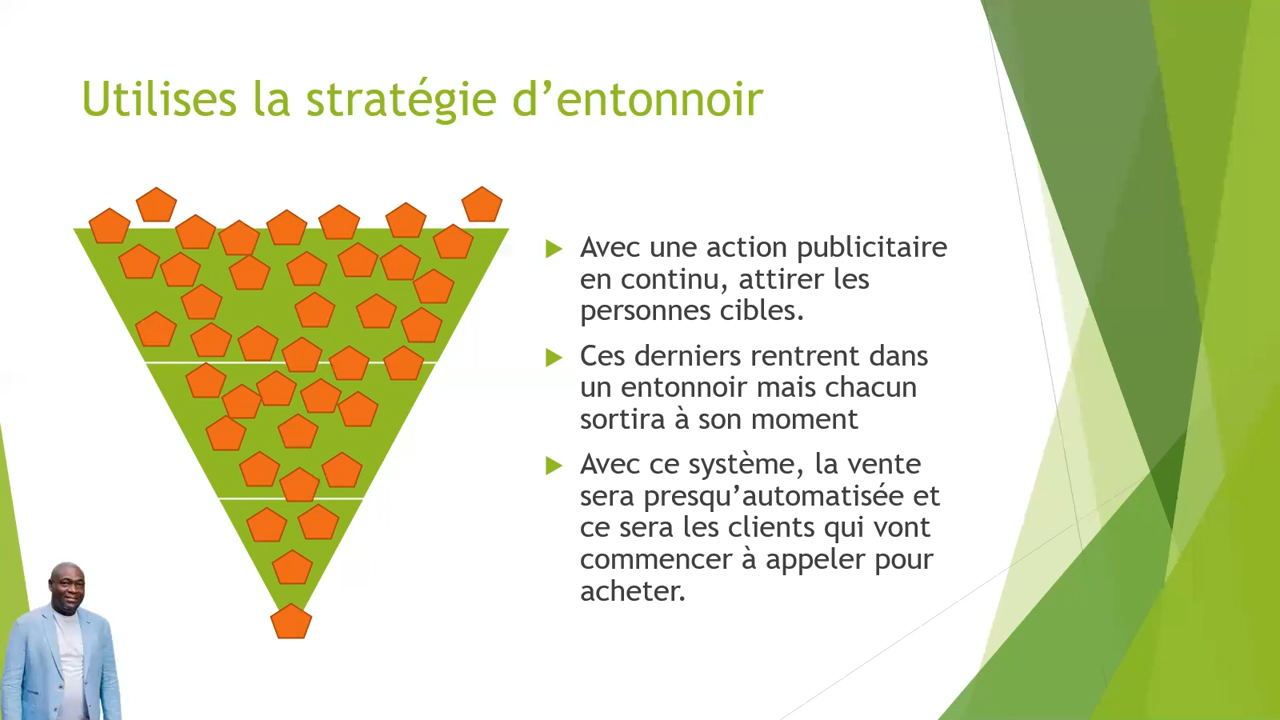 Utilises la stratégie d’entonnoir
Avec une action publicitaire
en continu, attirer les
personnes cibles.
Ces derniers rentrent dans
un entonnoir mais chacun
sortira à son moment
Avec ce système, la vente
sera presqu’automatisée et
ce sera les clients qui vont
commencer à appeler pour
acheter.